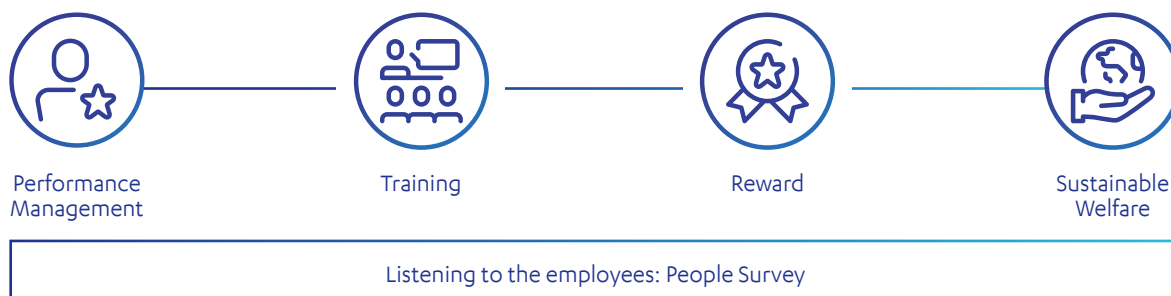 Performance
Management
Training
Reward
Sustainable
Welfare
Listening to the employees: People Survey